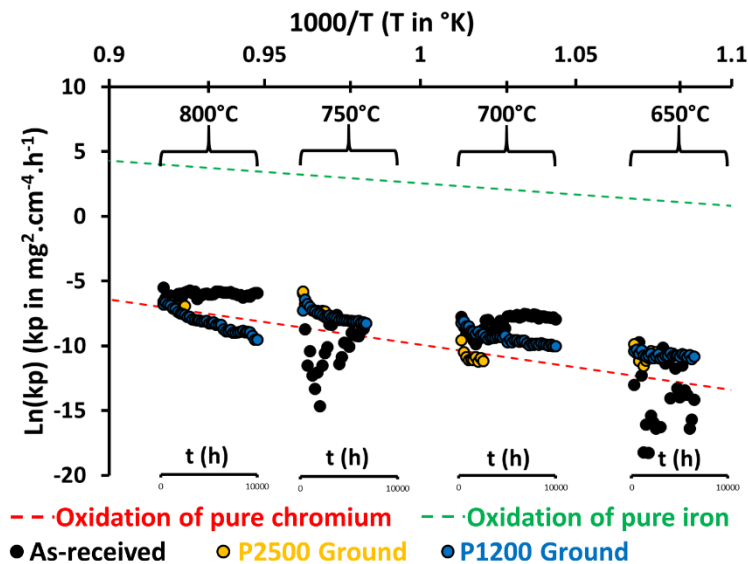 1000/T (T in °K)
0.9 0.95 1 1.05 1.1
10
800°C 750°C 700°C 650°C
5
0
-5
-10
-15
-20
Ln(kp) (kp in mg².cm⁻⁴.h⁻¹)
t (h) t (h) t (h) t (h)
0 10000 0 10000 0 10000 0 10000
Oxidation of pure chromium Oxidation of pure iron
As-received P2500 Ground P1200 Ground